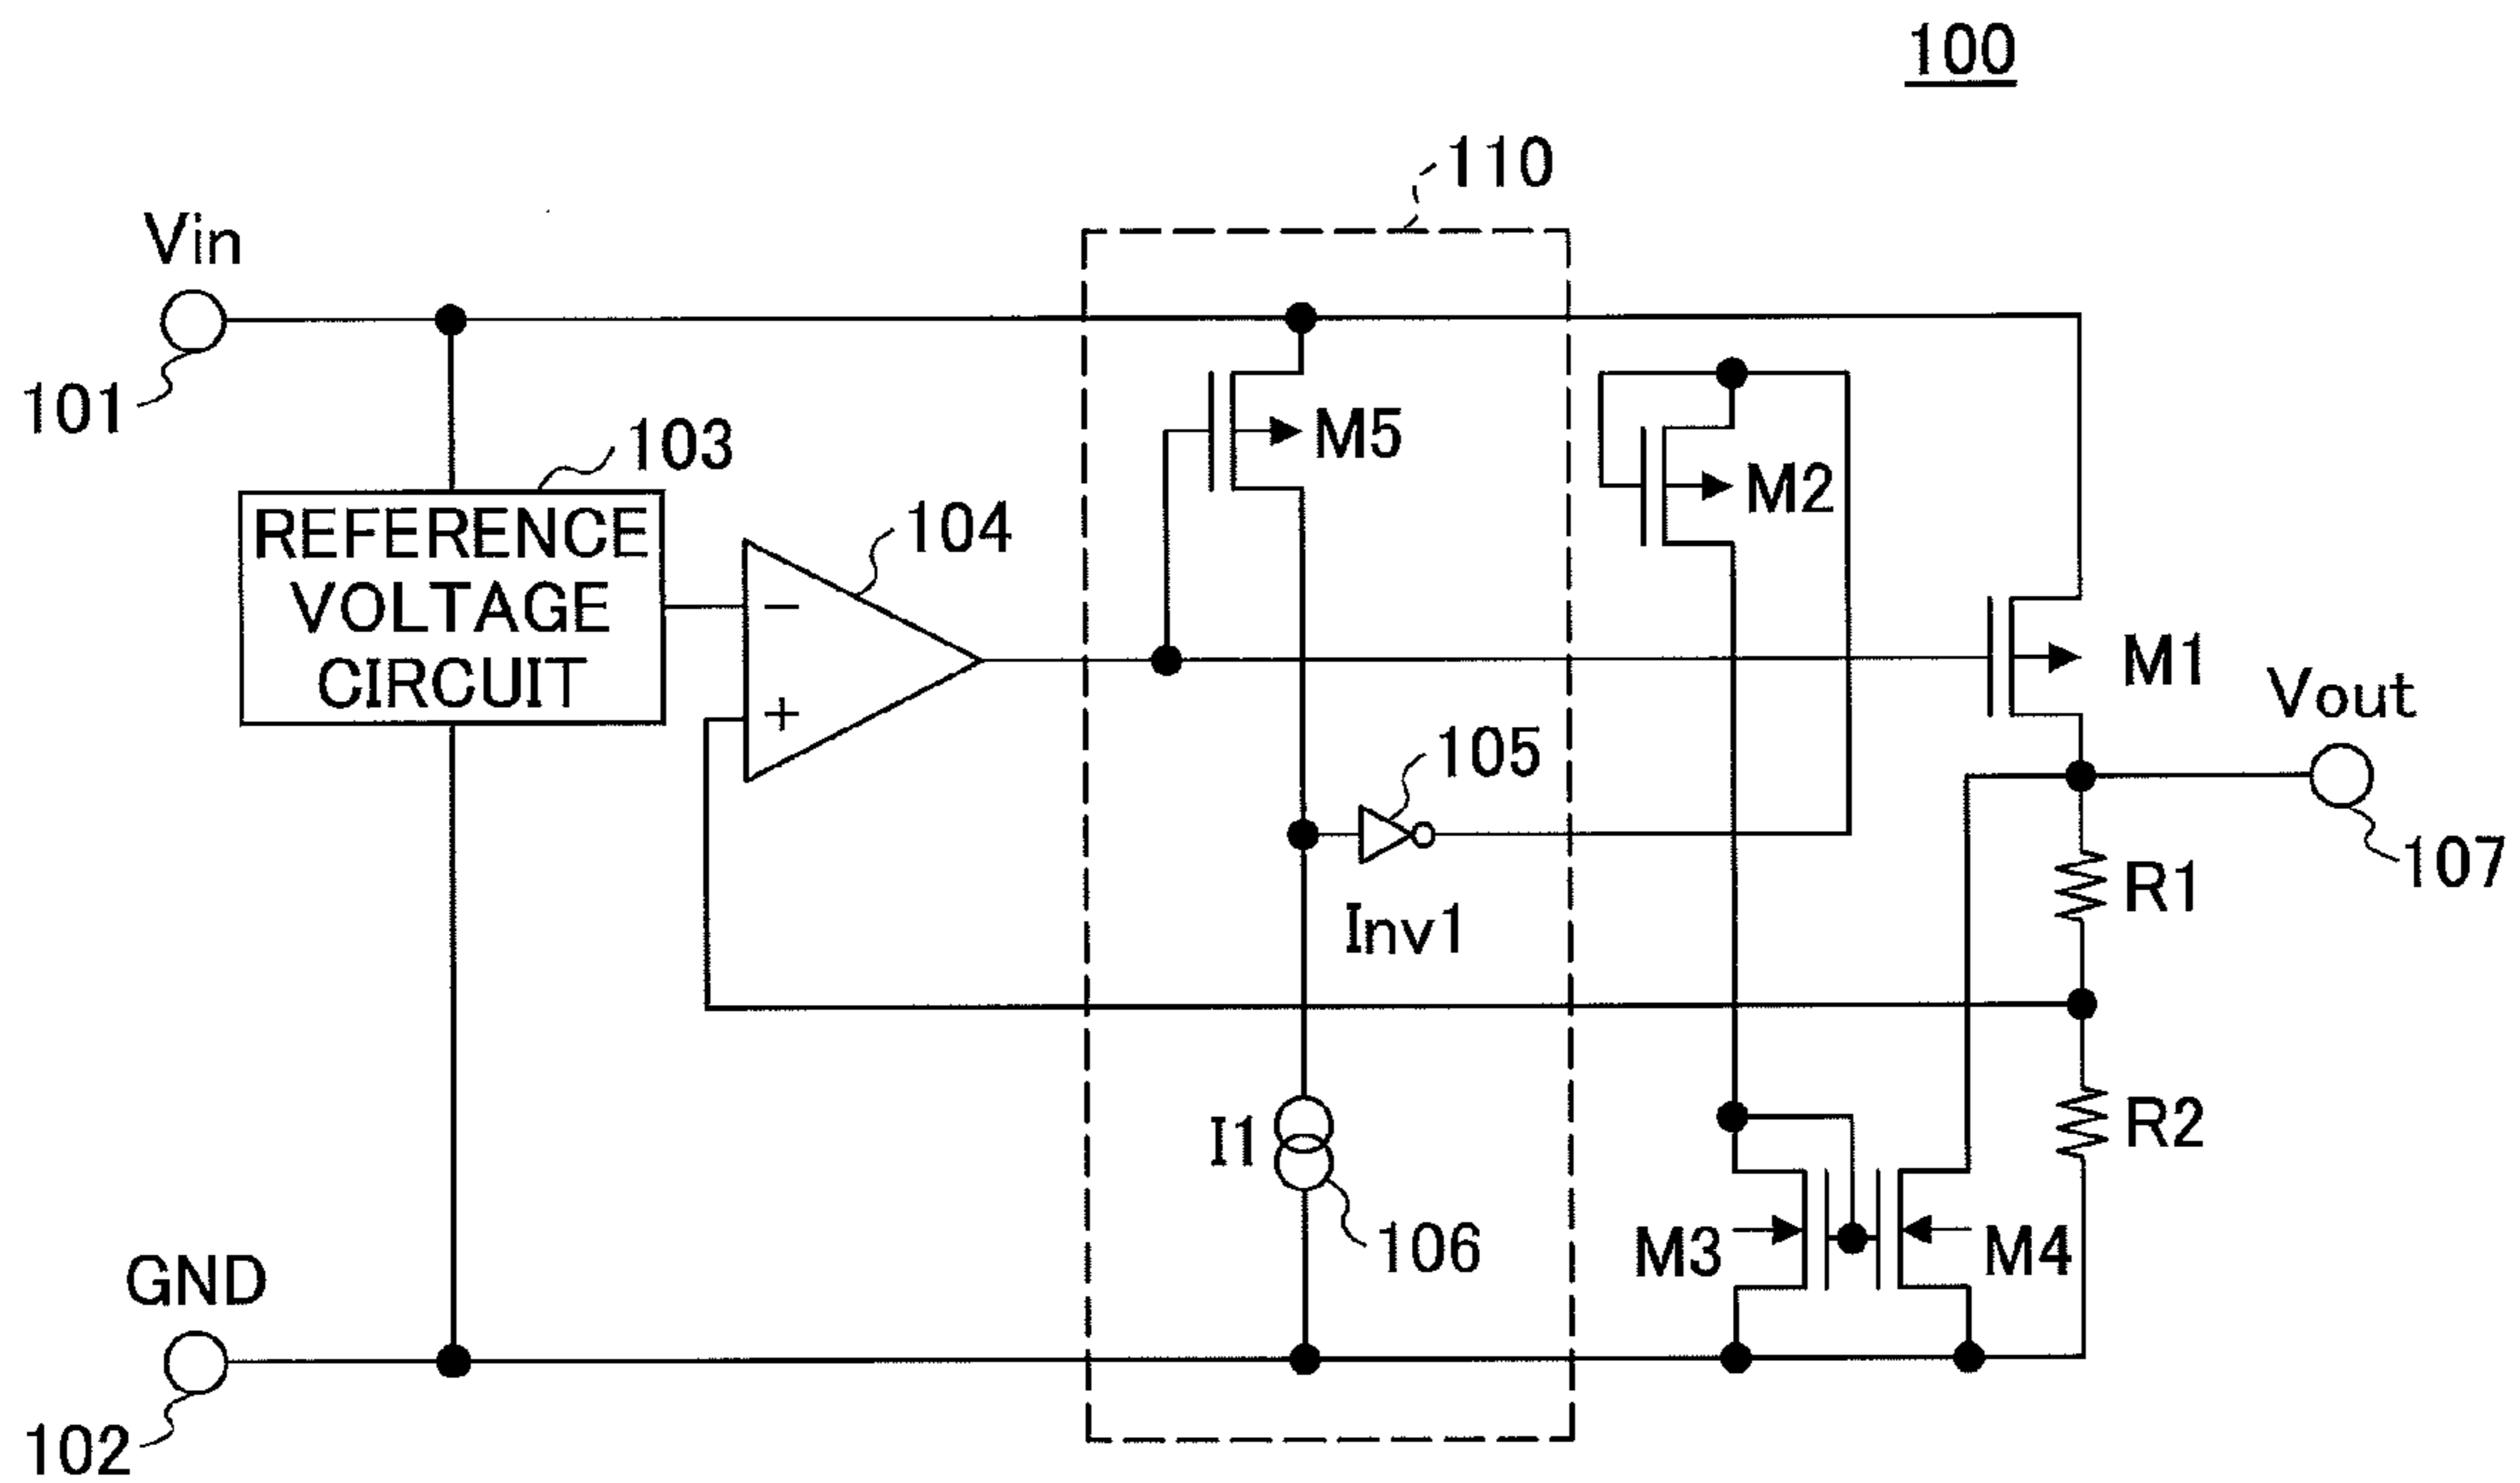 100
110
Vin
101
103
M5
M2
104
REFERENCE
VOLTAGE
CIRCUIT
−
+
M1
Vout
105
107
R1
Inv1
I1
R2
106
M3
M4
GND
102